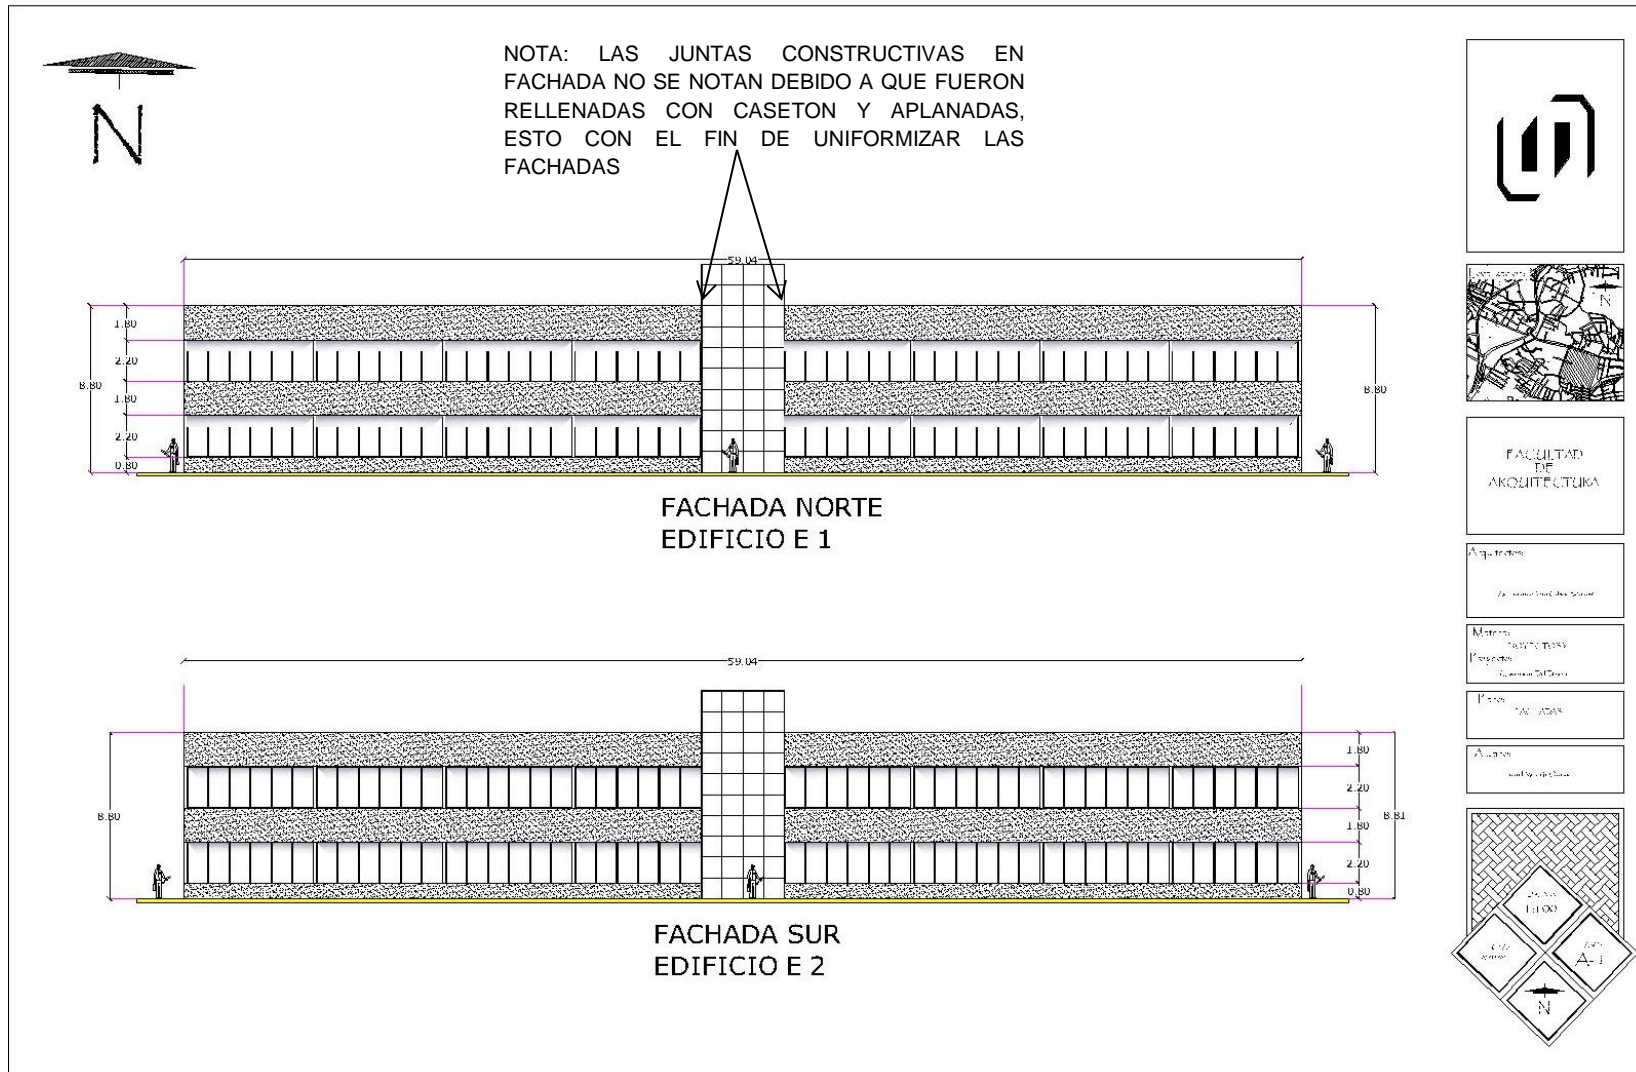 NOTA: LAS JUNTAS CONSTRUCTIVAS EN
FACHADA NO SE NOTAN DEBIDO A QUE FUERON
RELLENADAS CON CASETON Y APLANADAS,
ESTO CON EL FIN DE UNIFORMIZAR LAS
FACHADAS
N
59.04
1.80
2.20
8.80
1.80
2.20
0.80
8.80
FACHADA NORTE
EDIFICIO E 1
59.04
8.80
1.80
2.20
1.80
8.81
2.20
0.80
FACHADA SUR
EDIFICIO E 2
N
FACULTAD
DE
ARQUITECTURA
A-1
N